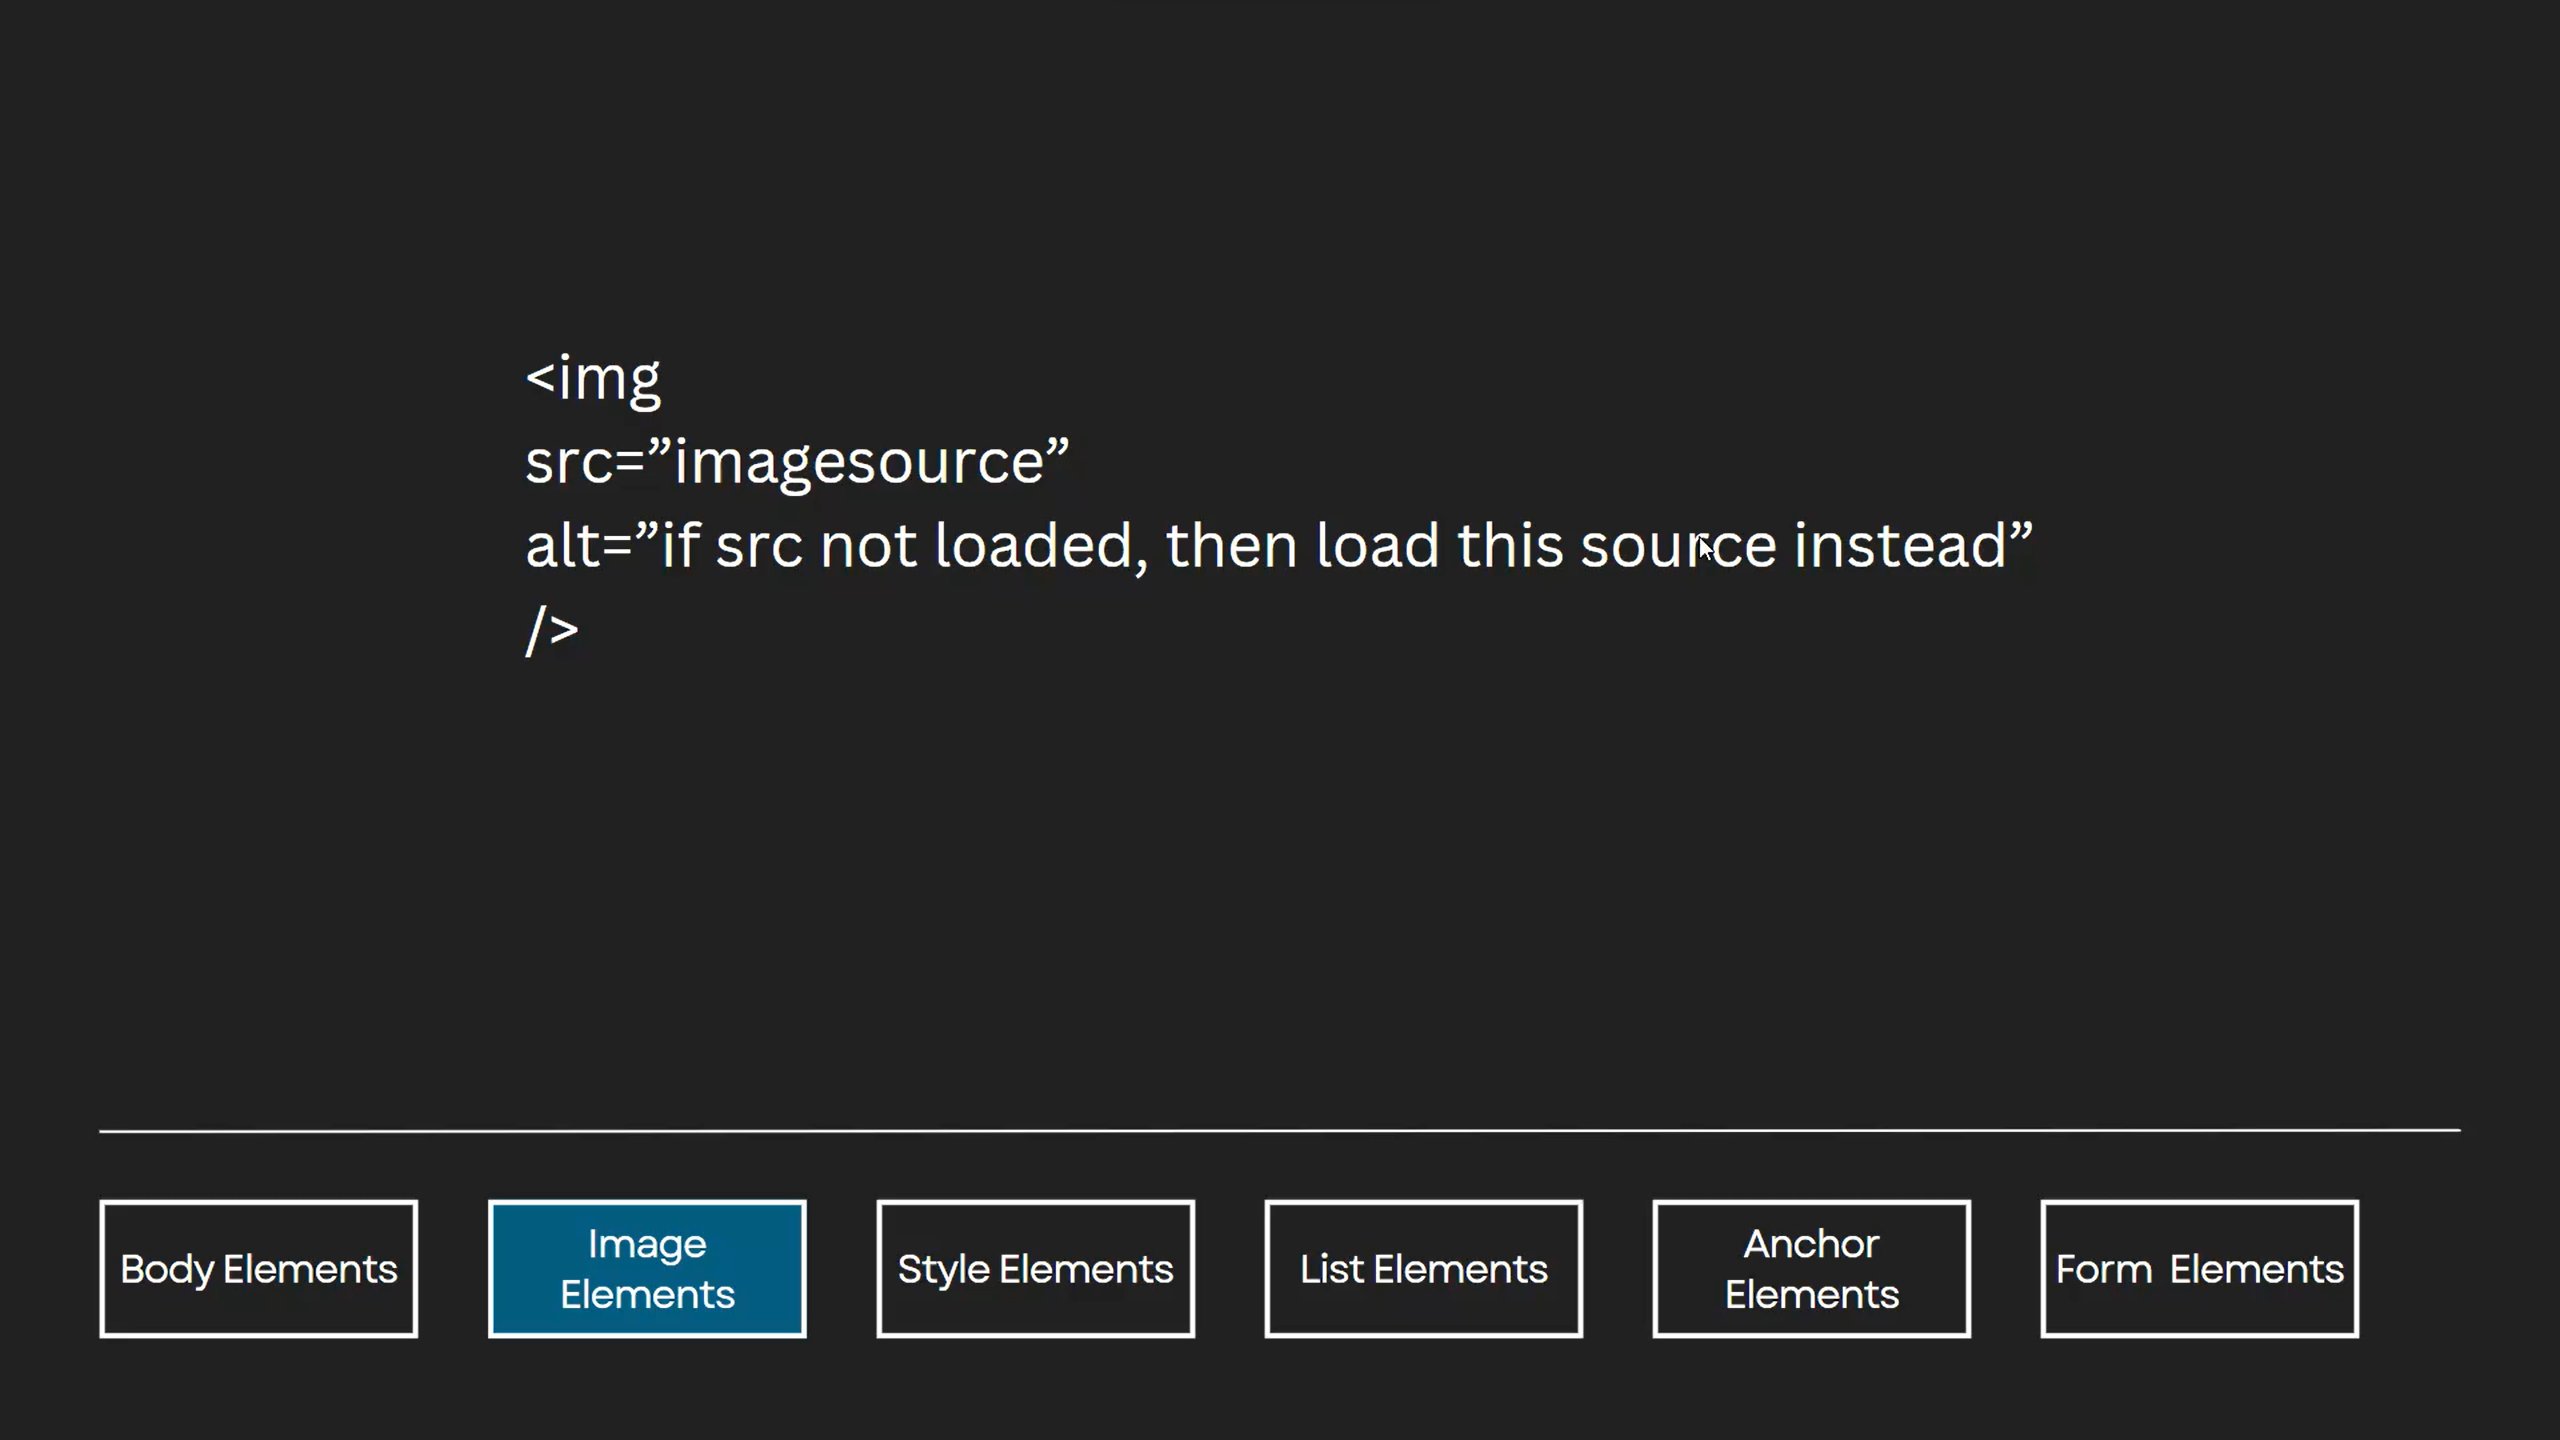 <img
src=”imagesource”
alt=”if src not loaded, then load this source instead”
/>
Body Elements
Image
Elements
Style Elements
List Elements
Anchor
Elements
Form  Elements